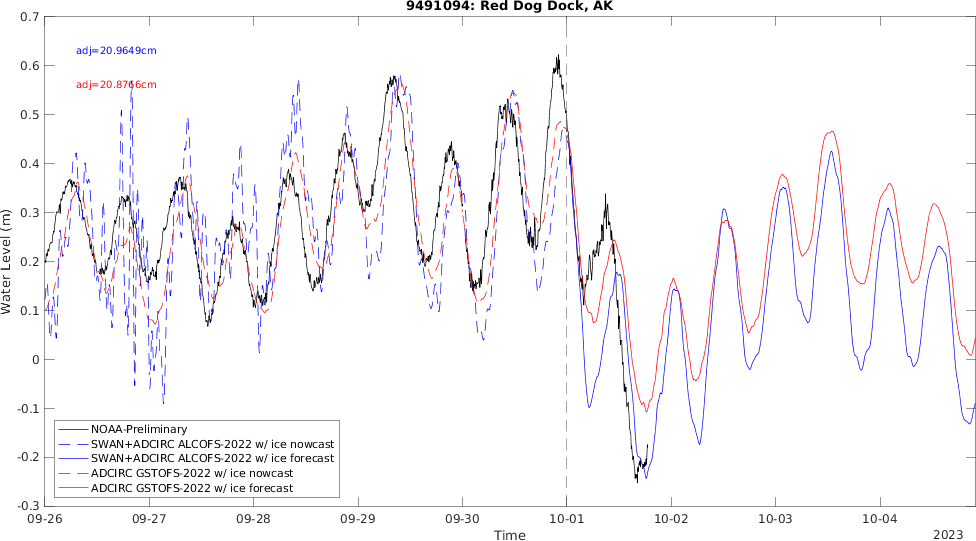 9491094: Red Dog Dock, AK
0.7
0.6
0.5
0.4
0.3
0.2
0.1
0
-0.1
-0.2
-0.3
Water Level (m)
adj=20.9649cm
adj=20.8766cm
NOAA-Preliminary
SWAN+ADCIRC ALCOFS-2022 w/ ice nowcast
SWAN+ADCIRC ALCOFS-2022 w/ ice forecast
ADCIRC GSTOFS-2022 w/ ice nowcast
ADCIRC GSTOFS-2022 w/ ice forecast
09-26 09-27 09-28 09-29 09-30 10-01 10-02 10-03 10-04
Time
2023